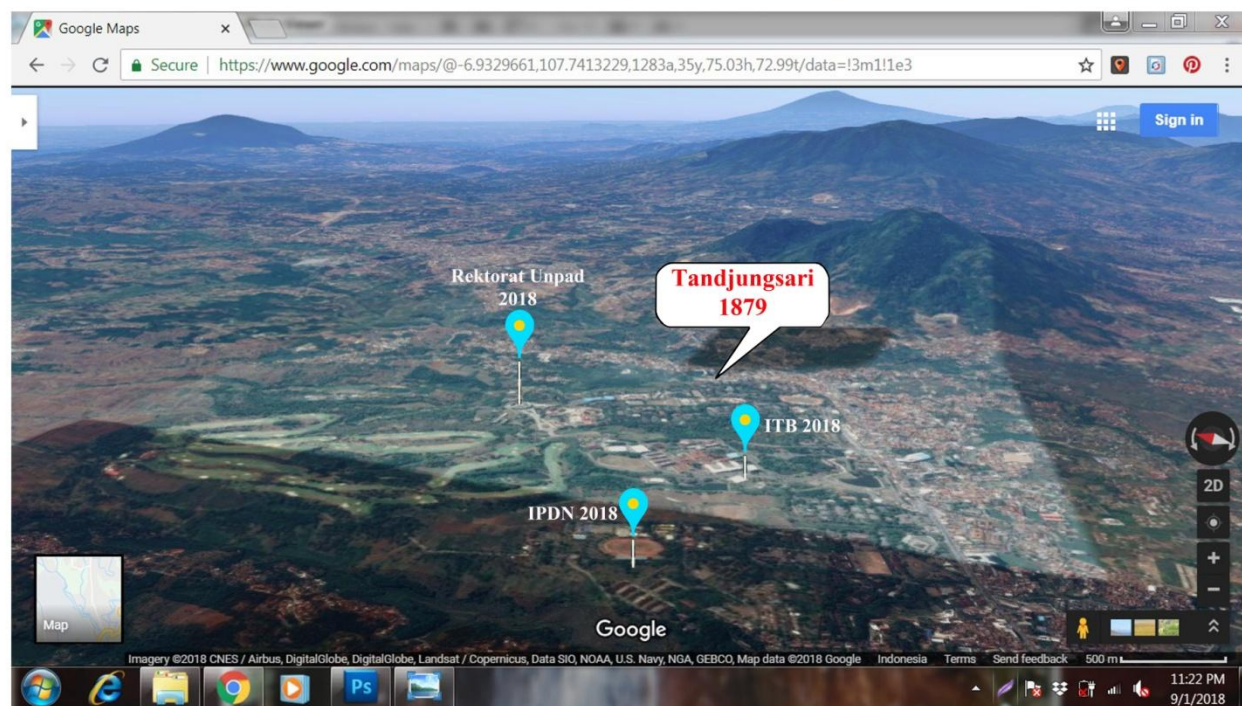 Google Maps
Secure
https://www.google.com/maps/@-6.9329661,107.7413229,1283a,35y,75.03h,72.99t/data=!3m1!1e3
Sign in
Rektorat Unpad
2018
Tandjungsari
1879
ITB 2018
IPDN 2018
2D
Map
Google
Imagery ©2018 CNES / Airbus, DigitalGlobe, DigitalGlobe, Landsat / Copernicus, Data SIO, NOAA, U.S. Navy, NGA, GEBCO, Map data ©2018 Google Indonesia Terms Send feedback 500 m
Ps
11:22 PM
9/1/2018